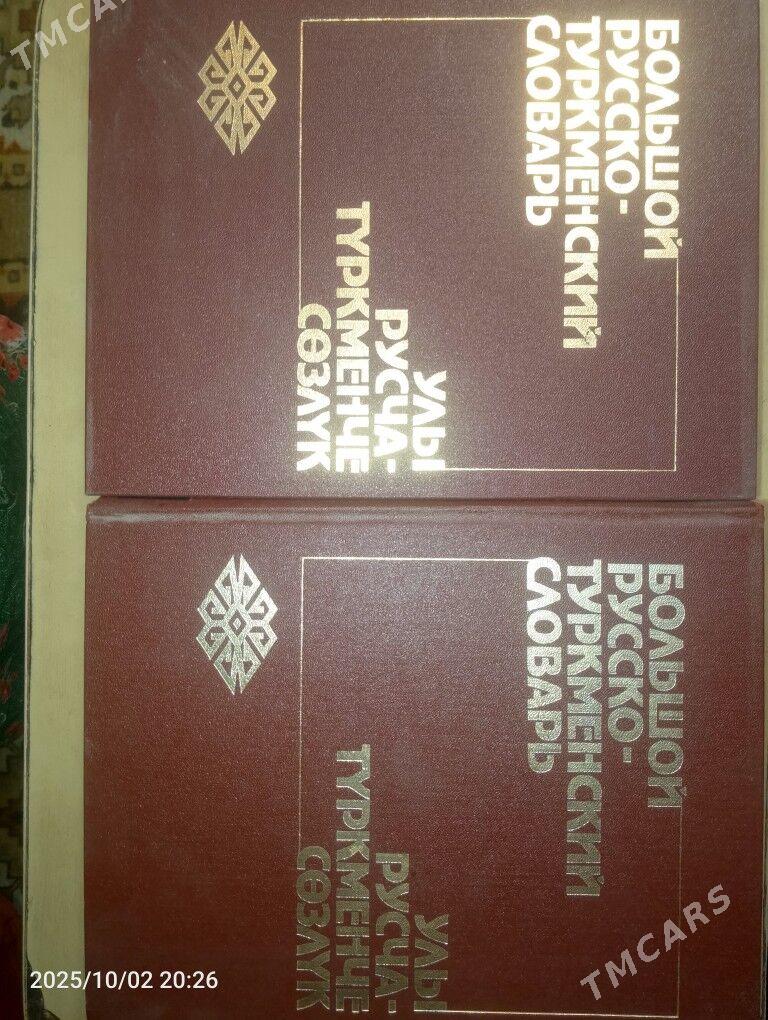 БОЛЬШОЙ
РУССКО-
ТУРКМЕНСКИЙ
СЛОВАРЬ
УЛЫ
РУСЧА-
ТҮРКМЕНЧЕ
СӨЗЛҮК
БОЛЬШОЙ
РУССКО-
ТУРКМЕНСКИЙ
СЛОВАРЬ
УЛЫ
РУСЧА-
ТҮРКМЕНЧЕ
СӨЗЛҮК
2025/10/02 20:26
TMCARS